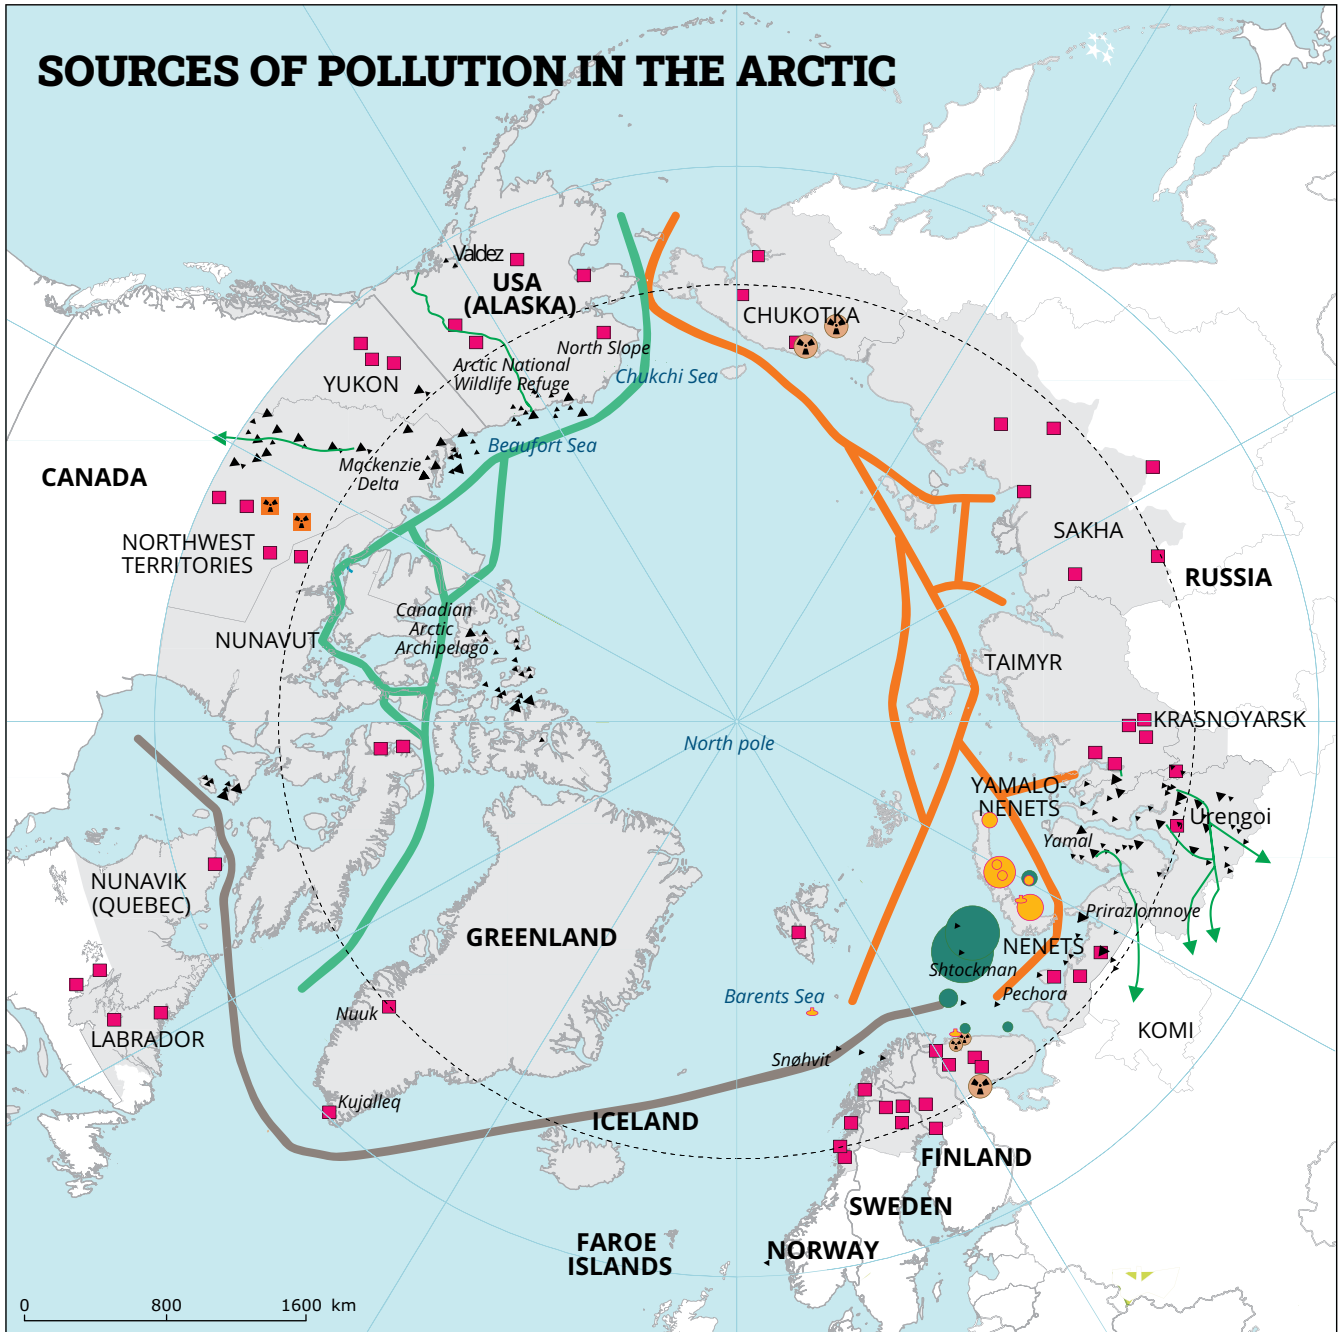 SOURCES OF POLLUTION IN THE ARCTIC
Valdez
USA
(ALASKA)
CHUKOTKA
North Slope
Arctic National
Wildlife Refuge
Chukchi Sea
YUKON
Beaufort Sea
Mackenzie
Delta
CANADA
NORTHWEST
TERRITORIES
SAKHA
RUSSIA
Canadian
Arctic
Archipelago
NUNAVUT
TAIMYR
KRASNOYARSK
North pole
YAMALO-
NENETS
Urengoi
Yamal
NUNAVIK
(QUEBEC)
Prirazlomnoye
GREENLAND
NENETS
Shtockman
Pechora
Barents Sea
Nuuk
KOMI
LABRADOR
Snøhvit
Kujalleq
ICELAND
FINLAND
SWEDEN
FAROE
ISLANDS
NORWAY
0 800 1600 km